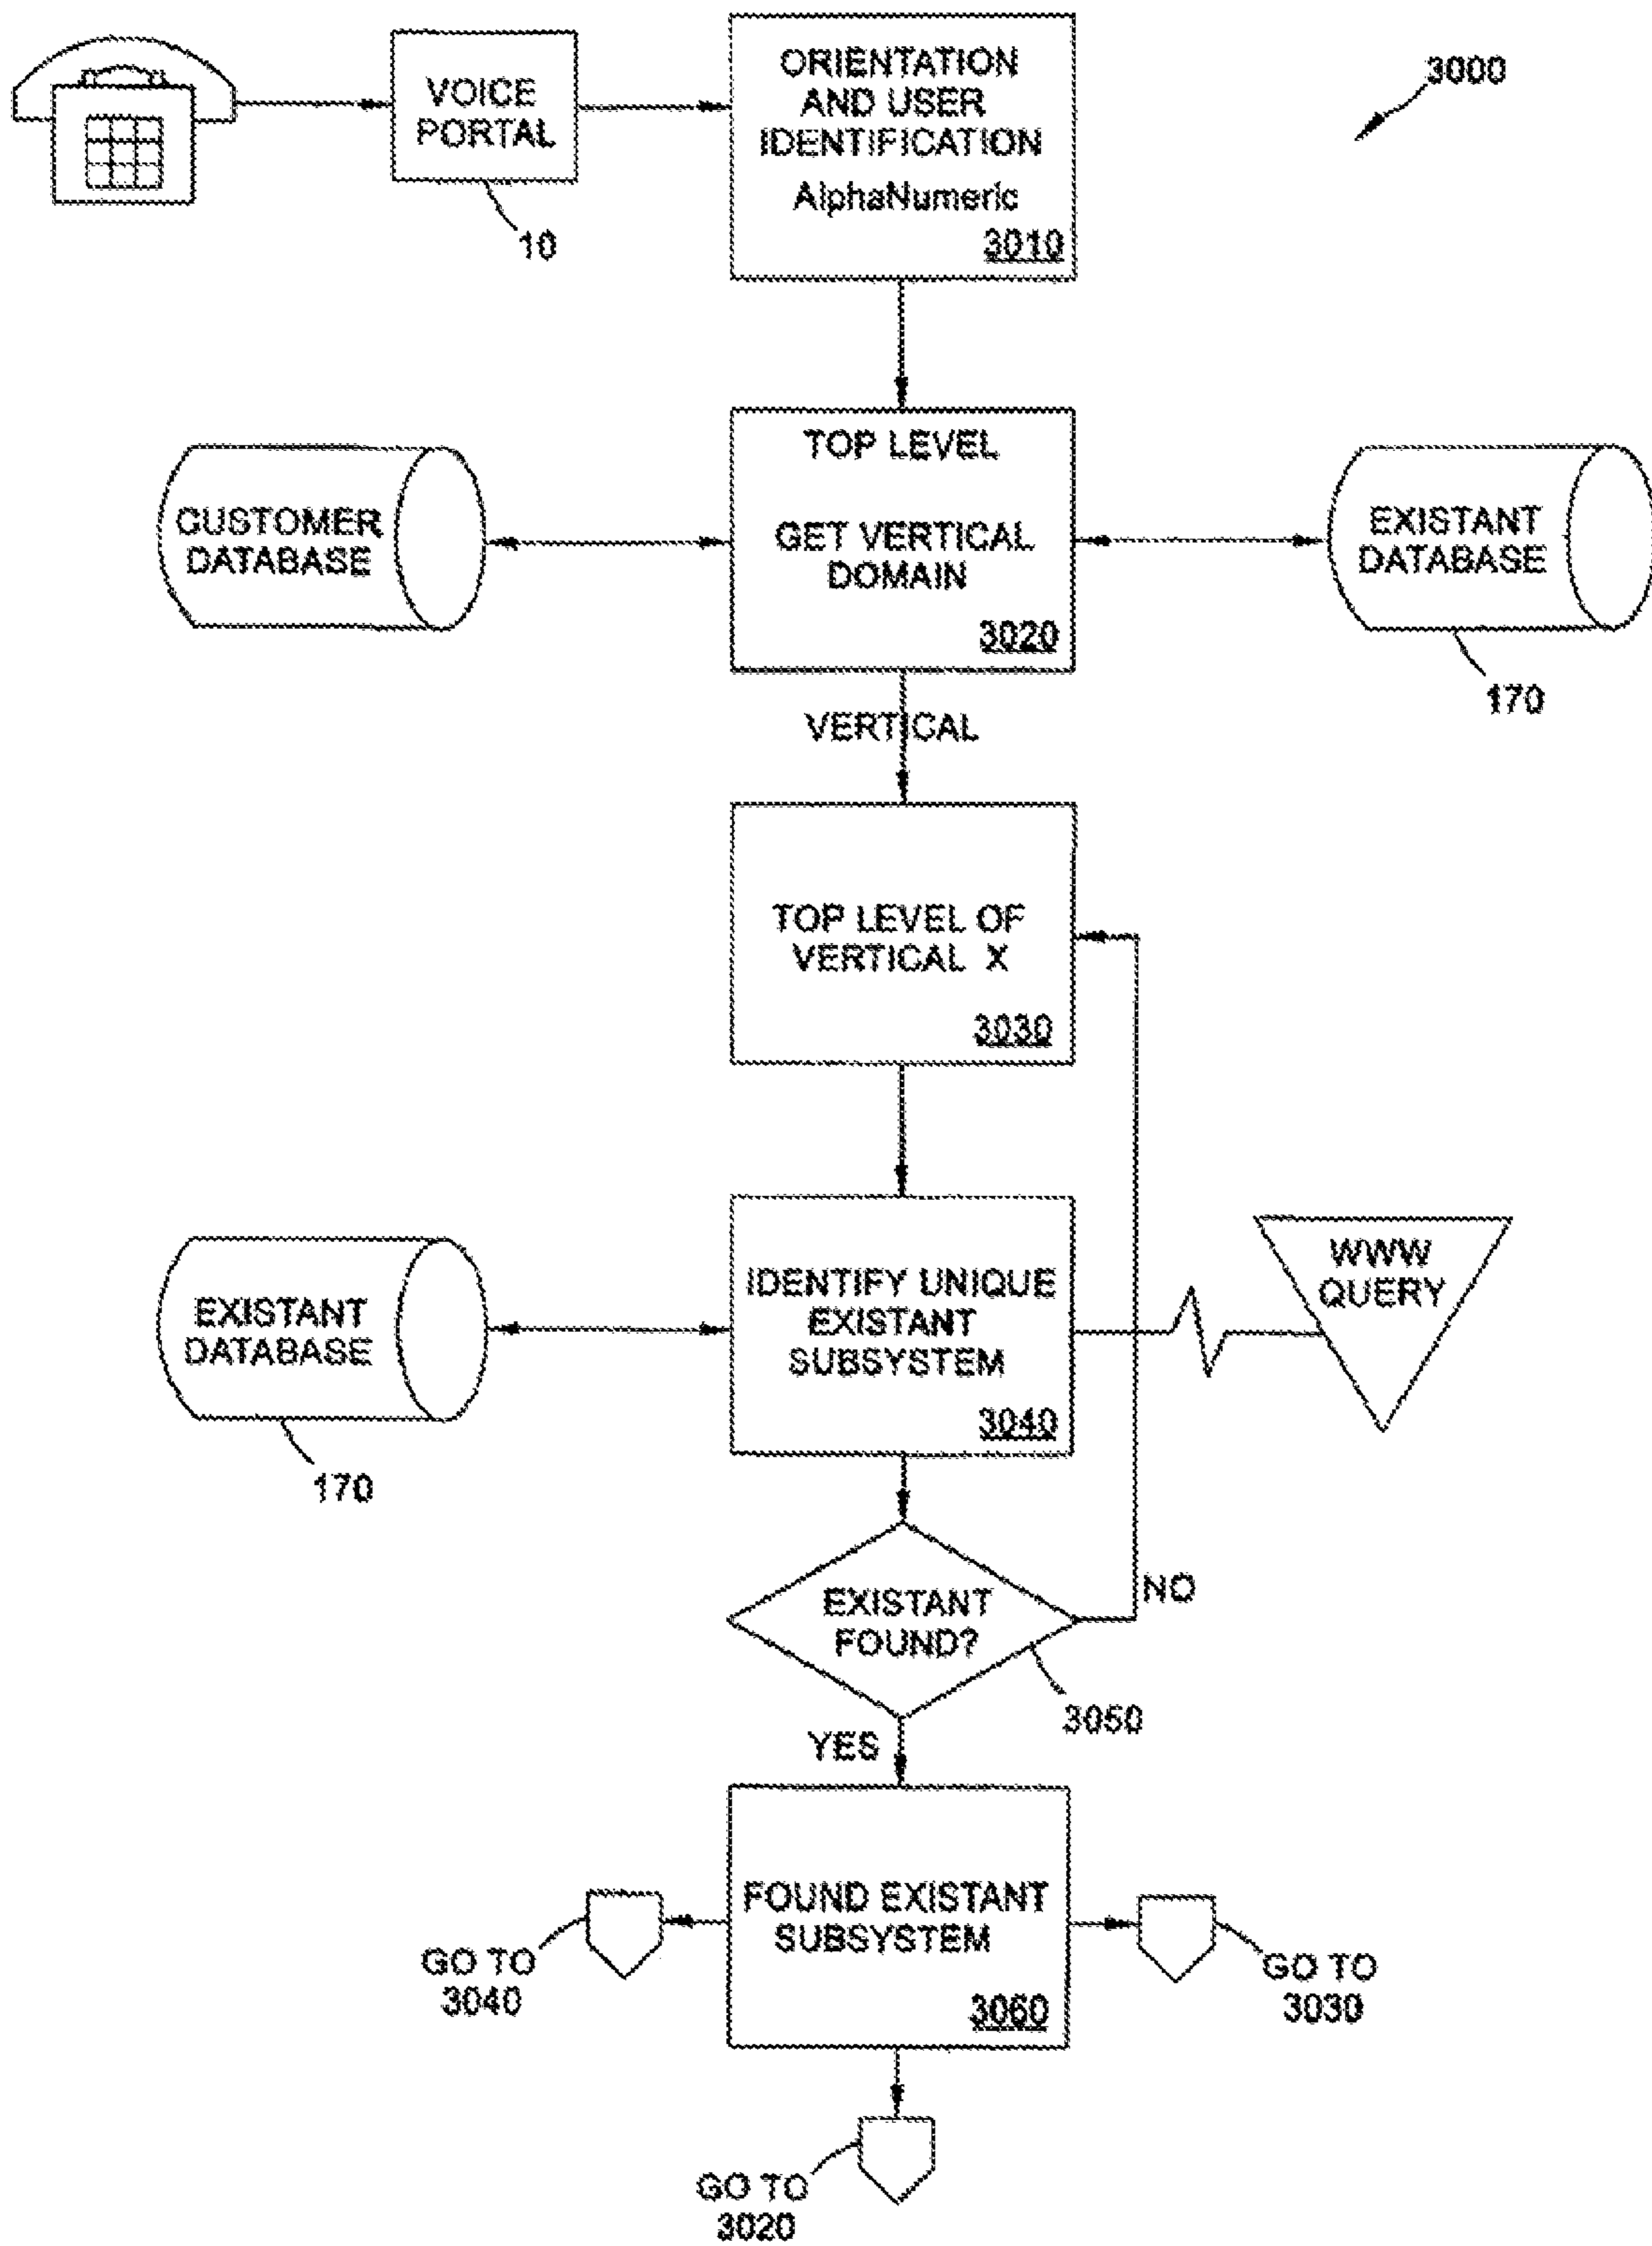 VOICE
PORTAL
10
ORIENTATION
AND USER
IDENTIFICATION
AlphaNumeric
3010
3000
CUSTOMER
DATABASE
TOP LEVEL
GET VERTICAL
DOMAIN
3020
EXISTANT
DATABASE
170
VERTICAL
TOP LEVEL OF
VERTICAL X
3030
EXISTANT
DATABASE
170
IDENTIFY UNIQUE
EXISTANT
SUBSYSTEM
3040
WWW
QUERY
EXISTANT
FOUND?
NO
3050
YES
FOUND EXISTANT
SUBSYSTEM
3060
GO TO
3040
GO TO
3030
GO TO
3020